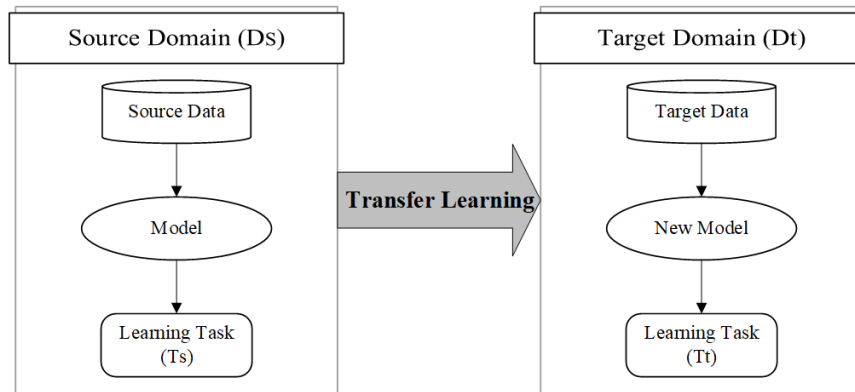 Source Domain (Ds)
Source Data
Model
Learning Task
(Ts)
Transfer Learning
Target Domain (Dt)
Target Data
New Model
Learning Task
(Tt)